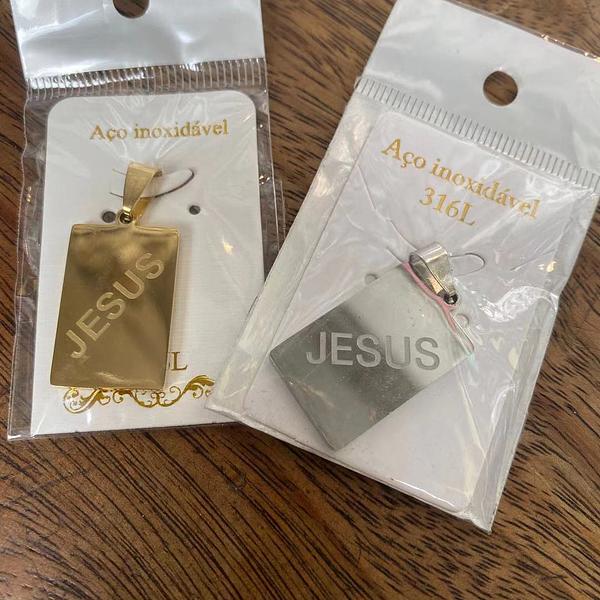 Aço inoxidável
JESUS
L
Aço inoxidável
316L
JESUS